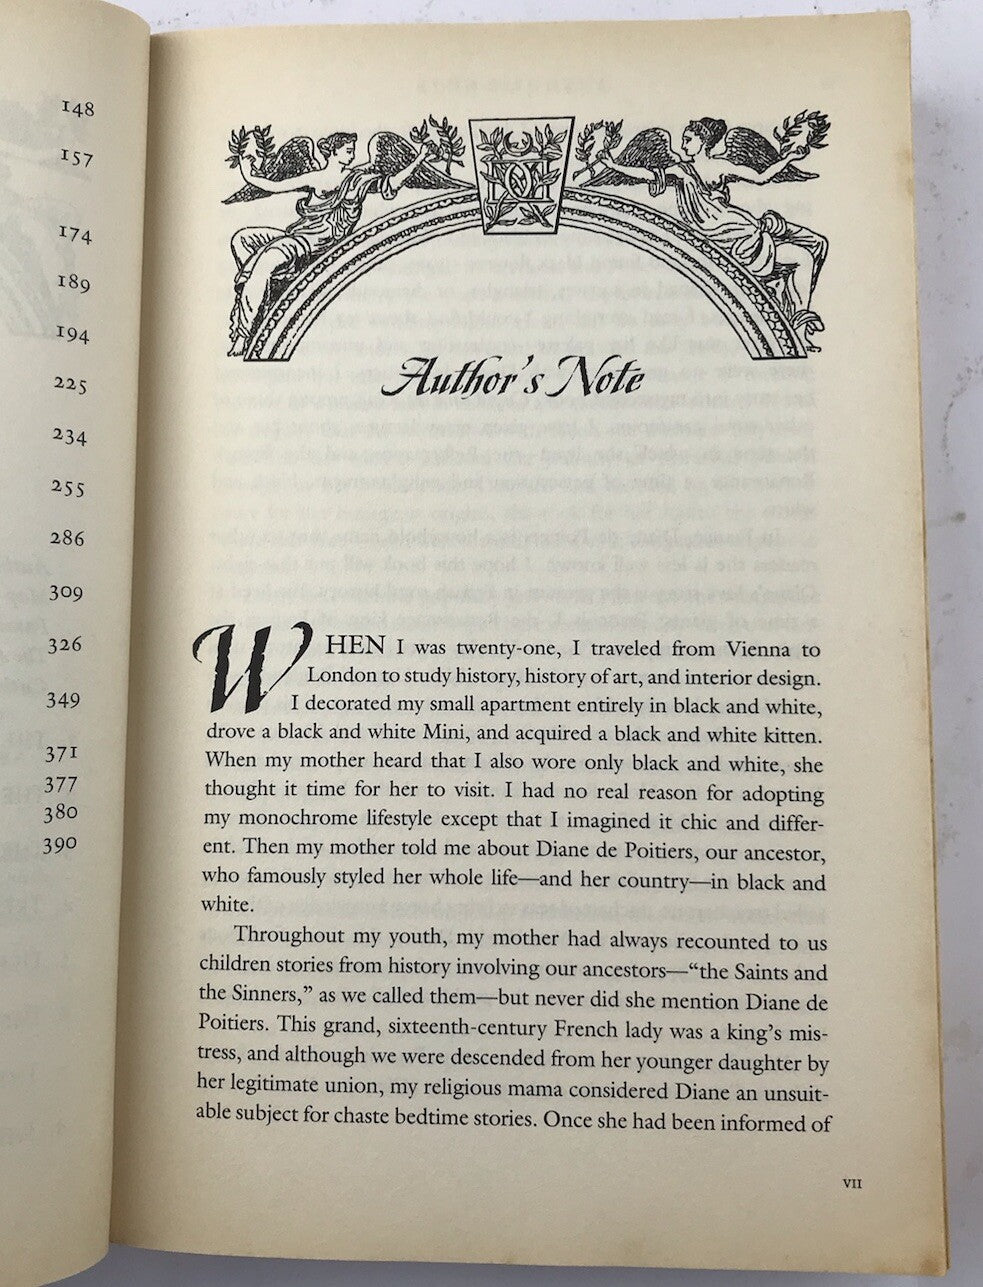 148
157
174
189
194
225
234
255
286
309
326
349
371
377
380
390
Author's Note
WHEN I was twenty-one, I traveled from Vienna to
London to study history, history of art, and interior design.
I decorated my small apartment entirely in black and white,
drove a black and white Mini, and acquired a black and white kitten.
When my mother heard that I also wore only black and white, she
thought it time for her to visit. I had no real reason for adopting
my monochrome lifestyle except that I imagined it chic and differ-
ent. Then my mother told me about Diane de Poitiers, our ancestor,
who famously styled her whole life—and her country—in black and
white.
Throughout my youth, my mother had always recounted to us
children stories from history involving our ancestors—“the Saints and
the Sinners,” as we called them—but never did she mention Diane de
Poitiers. This grand, sixteenth-century French lady was a king's mis-
tress, and although we were descended from her younger daughter by
her legitimate union, my religious mama considered Diane an unsuit-
able subject for chaste bedtime stories. Once she had been informed of
VII